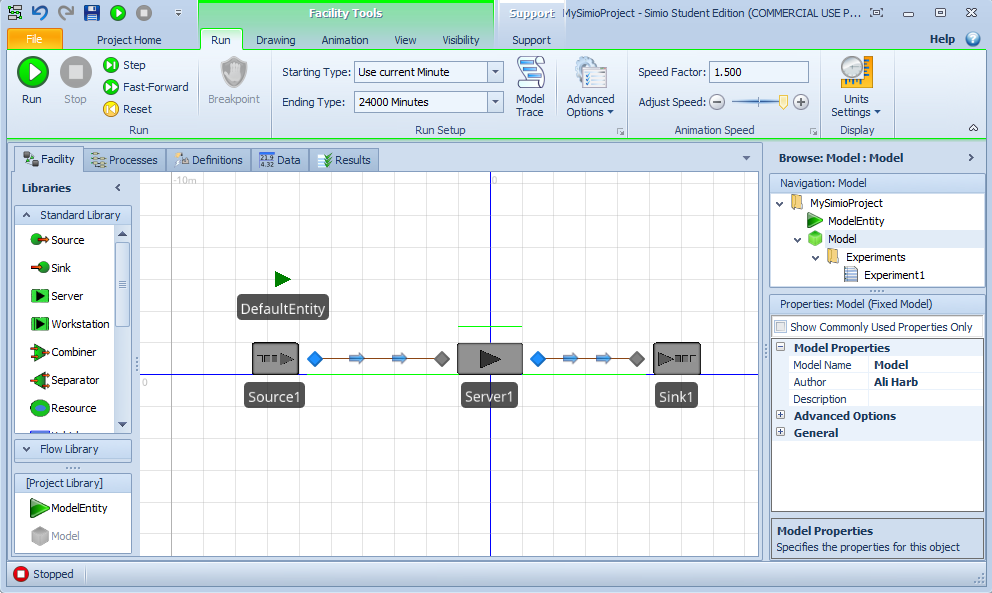 Facility Tools
Support
MySimioProject - Simio Student Edition (COMMERCIAL USE P...
File
Project Home
Run
Drawing
Animation
View
Visibility
Support
Help
Run
Stop
Step
Fast-Forward
Reset
Run
Breakpoint
Starting Type: Use current Minute
Ending Type: 24000 Minutes
Run Setup
Model
Trace
Advanced
Options
Speed Factor: 1.500
Adjust Speed:
Animation Speed
Units
Settings
Display
Facility
Processes
Definitions
21.9
4.32
Data
Results
Libraries
Standard Library
Source
Sink
Server
Workstation
Combiner
Separator
Resource
Flow Library
[Project Library]
ModelEntity
Model
-10m
0
0
DefaultEntity
Source1
Server1
Sink1
Browse: Model : Model
Navigation: Model
MySimioProject
ModelEntity
Model
Experiments
Experiment1
Properties: Model (Fixed Model)
Show Commonly Used Properties Only
Model Properties
Model Name Model
Author Ali Harb
Description
Advanced Options
General
Model Properties
Specifies the properties for this object
Stopped